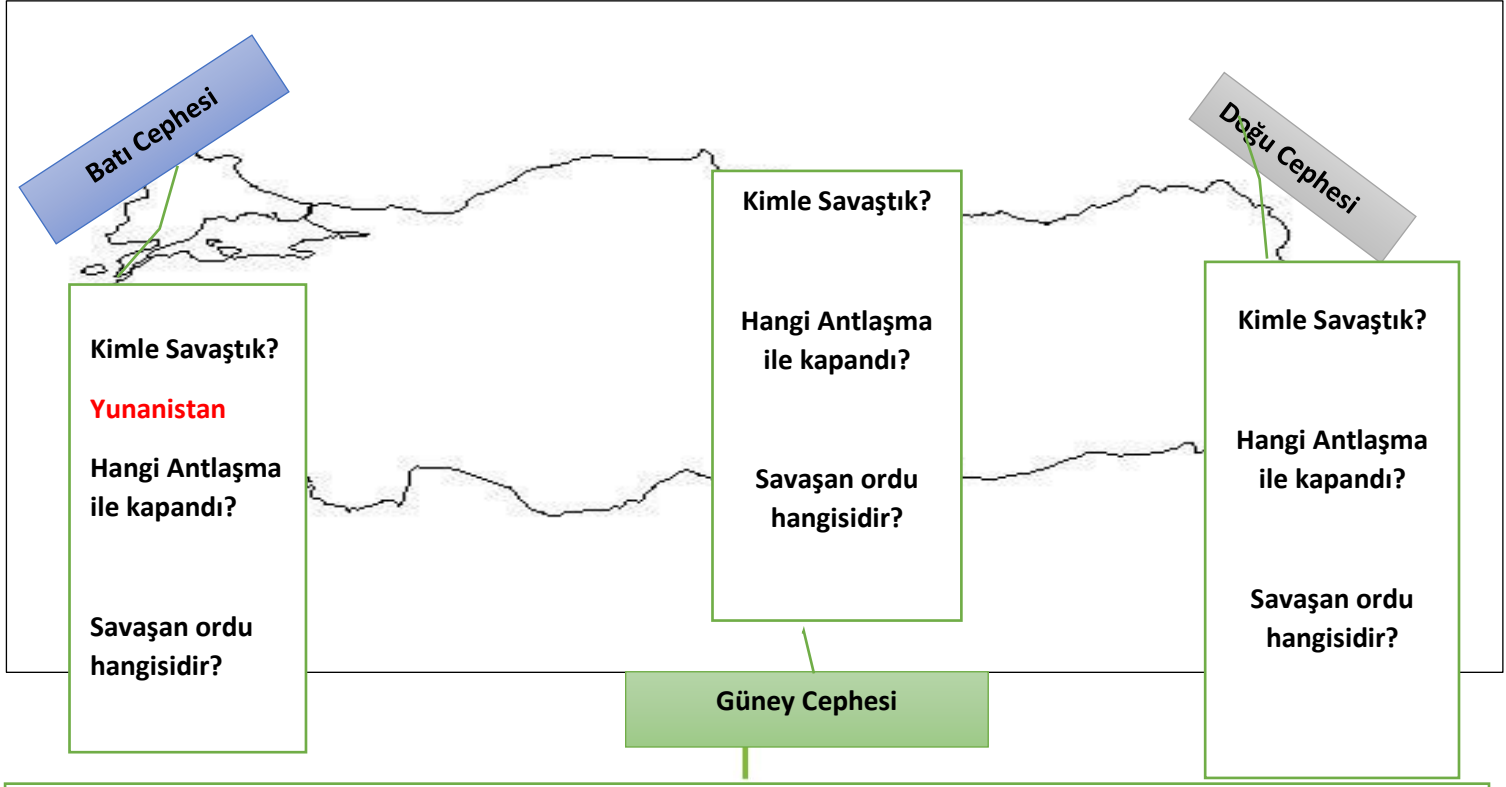 Batı Cephesi
Doğu Cephesi
Kimle Savaştık?
Yunanistan
Hangi Antlaşma
ile kapandı?
Savaşan ordu
hangisidir?
Kimle Savaştık?
Hangi Antlaşma
ile kapandı?
Savaşan ordu
hangisidir?
Kimle Savaştık?
Hangi Antlaşma
ile kapandı?
Savaşan ordu
hangisidir?
Güney Cephesi